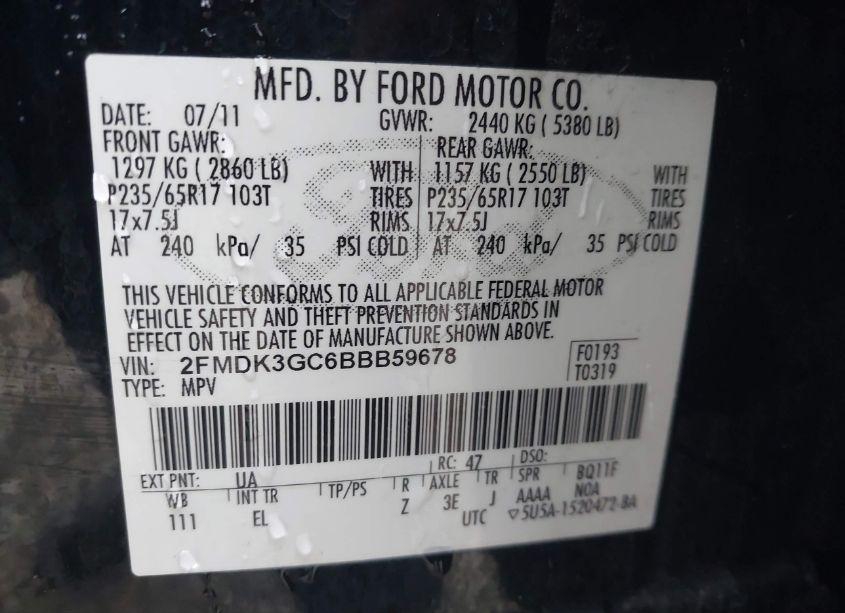 MFD. BY FORD MOTOR CO.
DATE: 07/11 GVWR: 2440 KG ( 5380 LB)
FRONT GAWR: REAR GAWR:
1297 KG ( 2860 LB) WITH 1157 KG ( 2550 LB) WITH
P235/65R17 103T TIRES P235/65R17 103T TIRES
17x7.5J RIMS 17x7.5J RIMS
AT 240 kPa/ 35 PSI COLD AT 240 kPa/ 35 PSI COLD
THIS VEHICLE CONFORMS TO ALL APPLICABLE FEDERAL MOTOR
VEHICLE SAFETY AND THEFT PREVENTION STANDARDS IN
EFFECT ON THE DATE OF MANUFACTURE SHOWN ABOVE.
VIN: 2FMDK3GC6BBB59678 F0193
TYPE: MPV T0319
EXT PNT: UA RC: 47 DSO:
WB INT TR TP/PS R AXLE TR SPR BQ11F
111 EL Z 3E J AAAA NOA
UTC ▽5U5A-1520472-BA